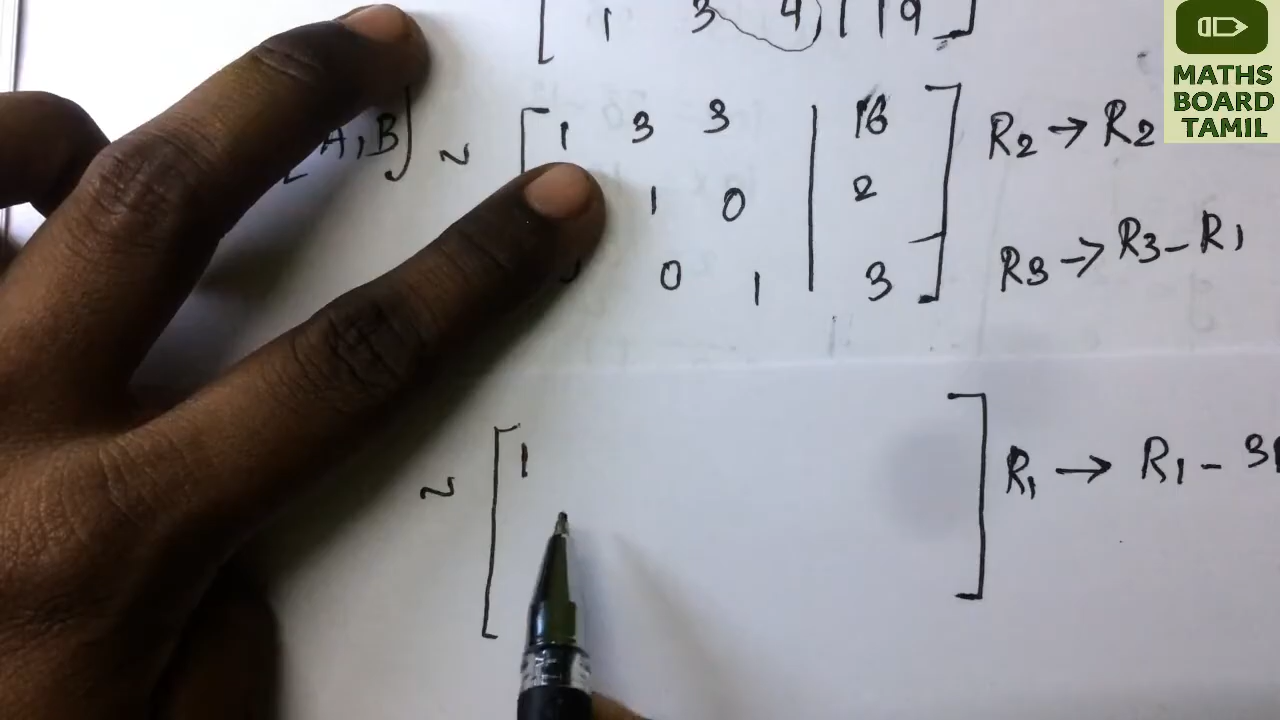 1 3 4 | 19 ]
A, B] ~ [ 1 3 3 | 16 ] R2 → R2
1 0 | 2
0 1 | 3 R3 → R3 - R1
~ [ 1 ] R1 → R1 - 3
MATHS
BOARD
TAMIL